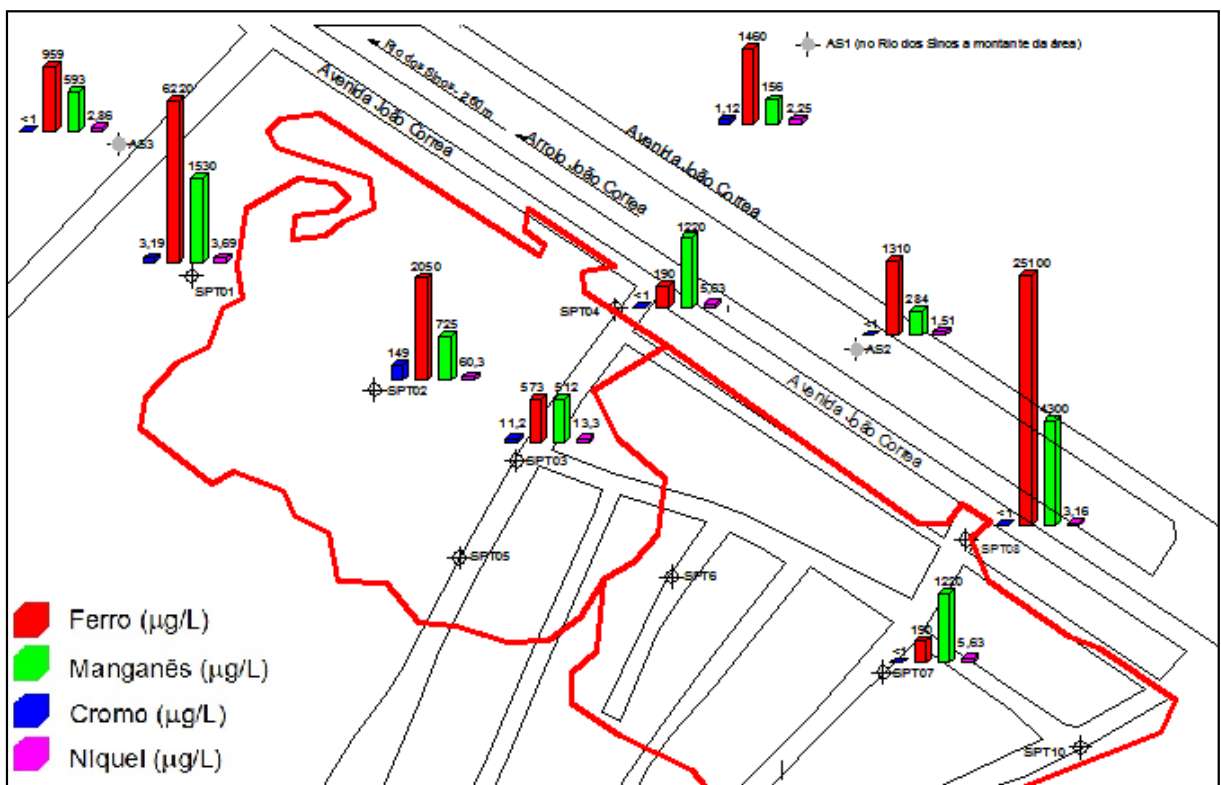 959
593
<1
2,86
AS3
6220
1530
3,19
3,69
SPT01
Rio dos Sinos - 260m
Avenida João Correa
Arroio João Correa
Avenida João Correa
1460
156
1,12
2,25
AS1 (no Rio dos Sinos a montante da área)
2050
725
149
60,3
SPT02
1220
190
<1
5,63
SPT04
1310
284
<1
1,51
AS2
25100
4300
<1
3,16
SPT08
573
512
11,2
13,3
SPT03
Avenida João Correa
SPT05
SPT6
1220
190
<1
5,63
SPT07
SPT10
Ferro (µg/L)
Manganês (µg/L)
Cromo (µg/L)
Níquel (µg/L)